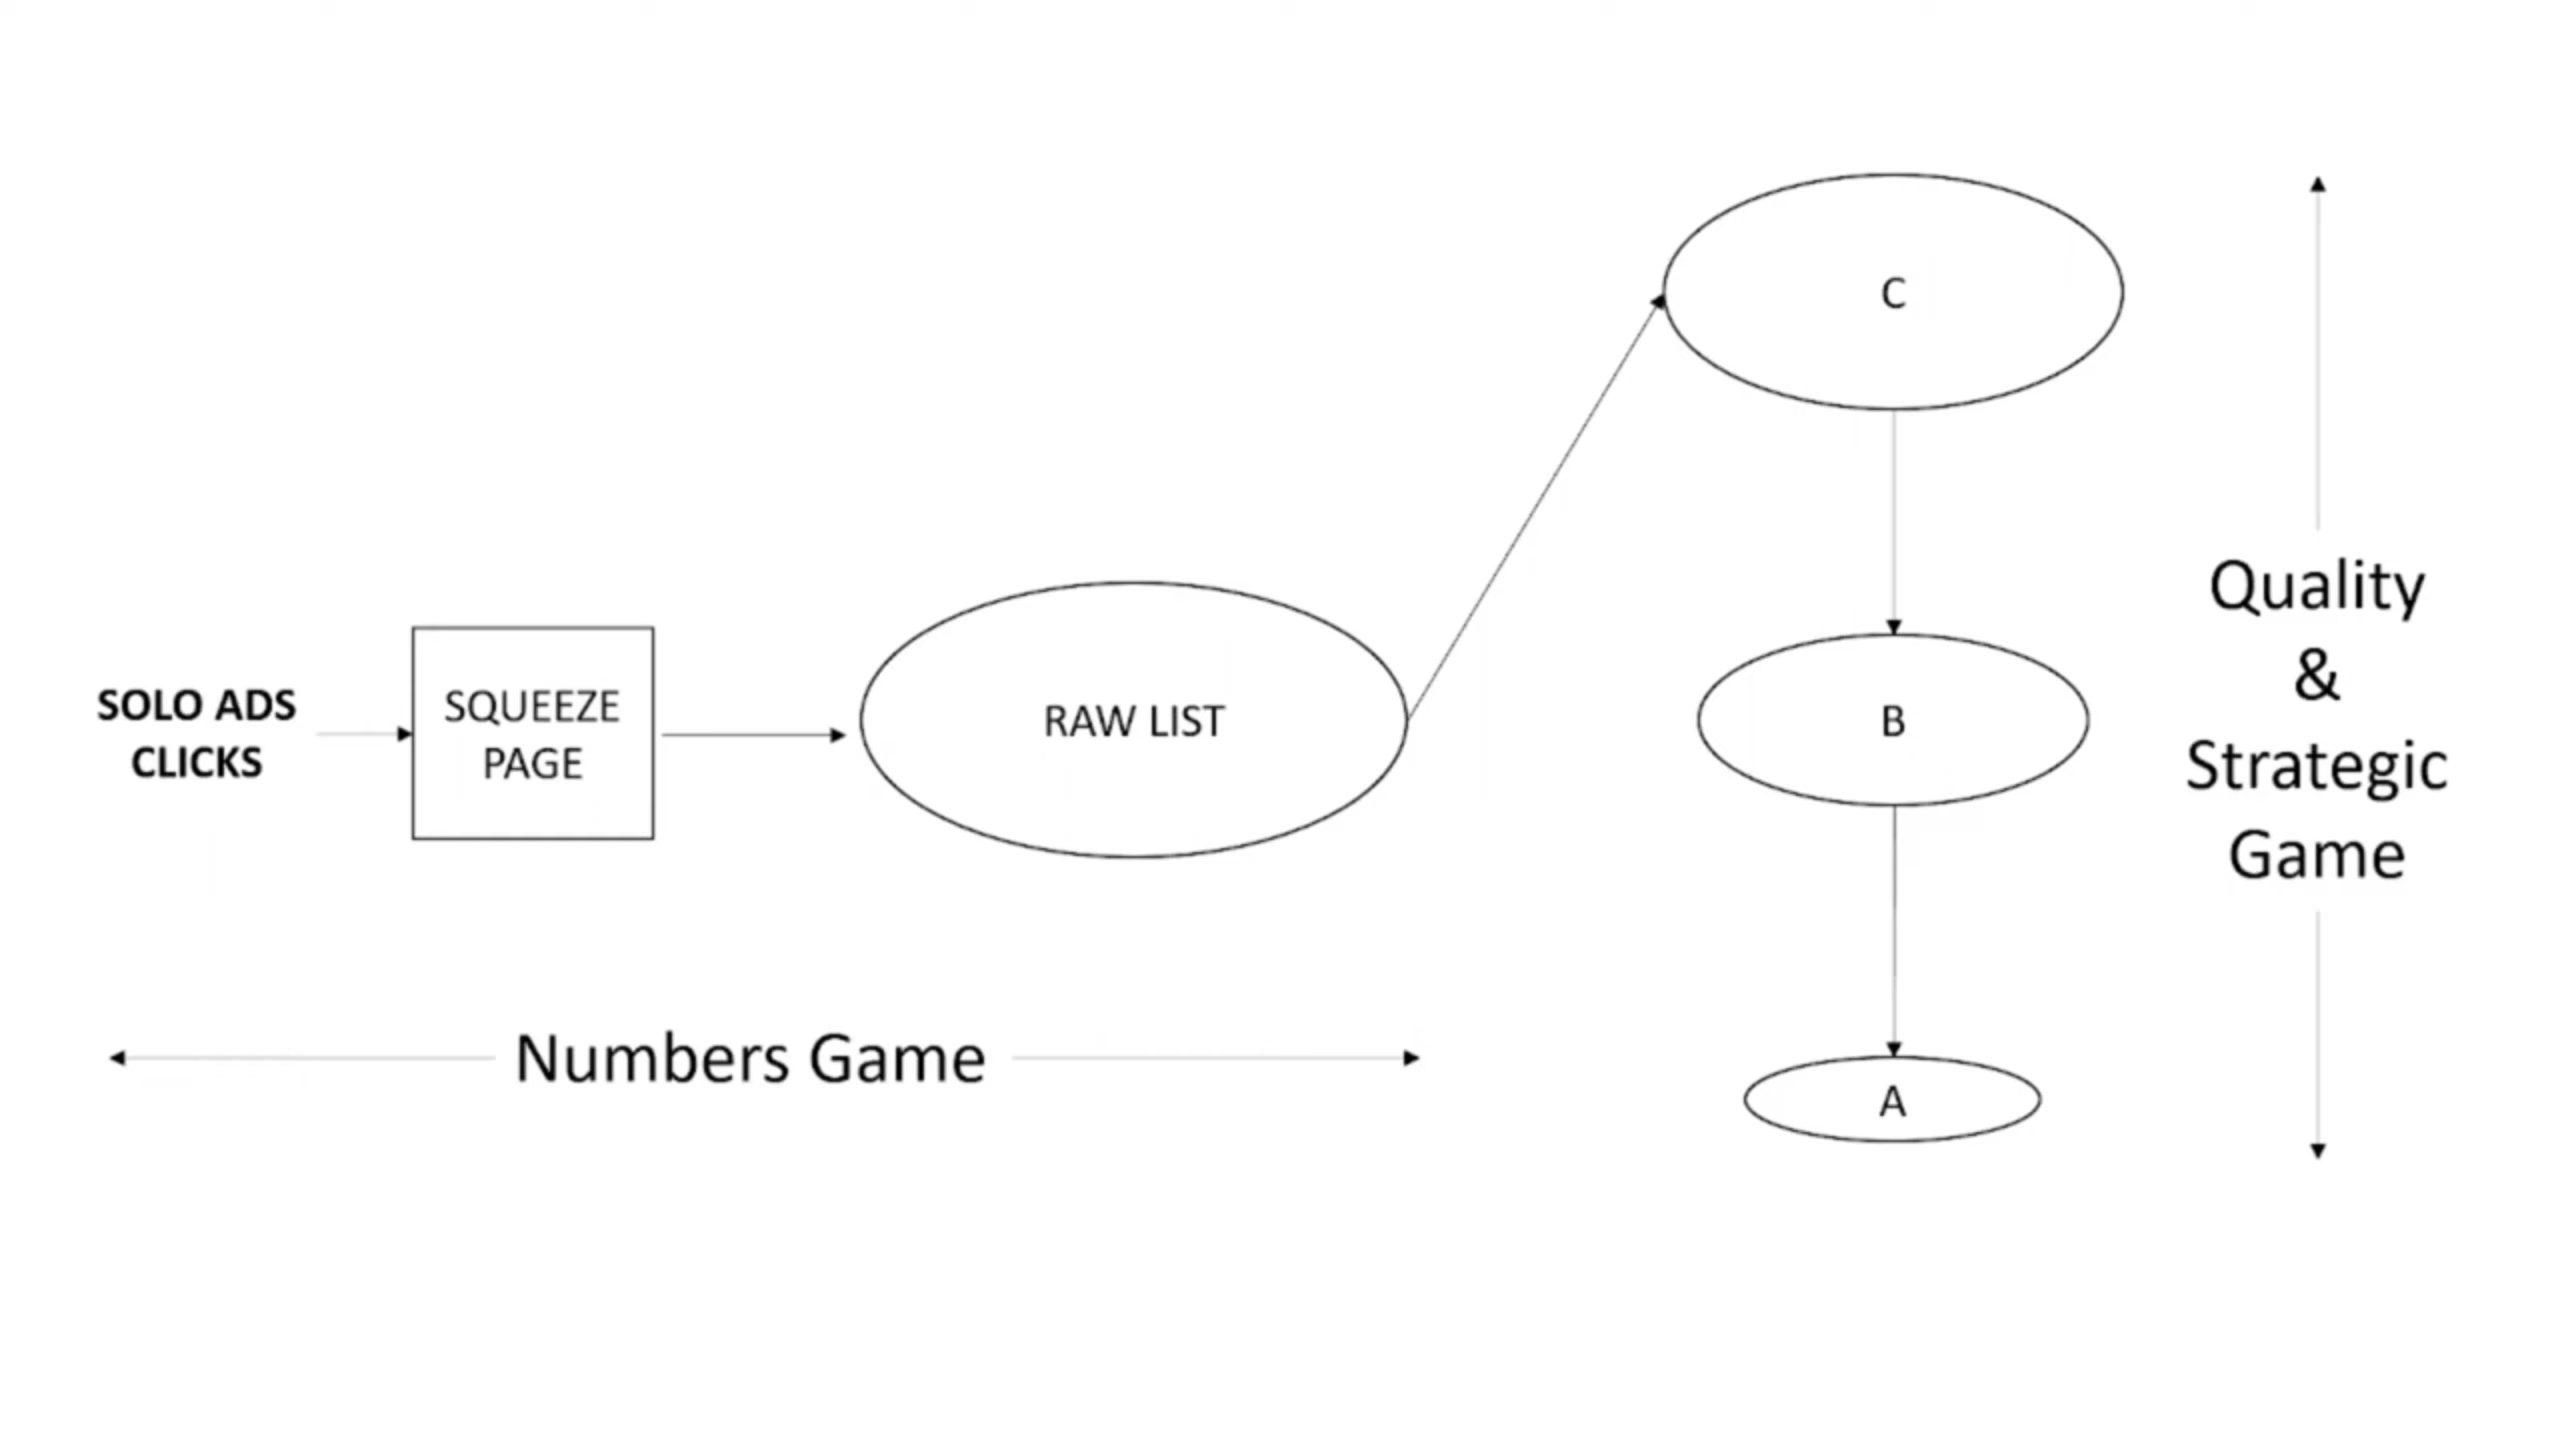 SOLO ADS
CLICKS
SQUEEZE
PAGE
RAW LIST
C
B
A
Quality
&
Strategic
Game
Numbers Game